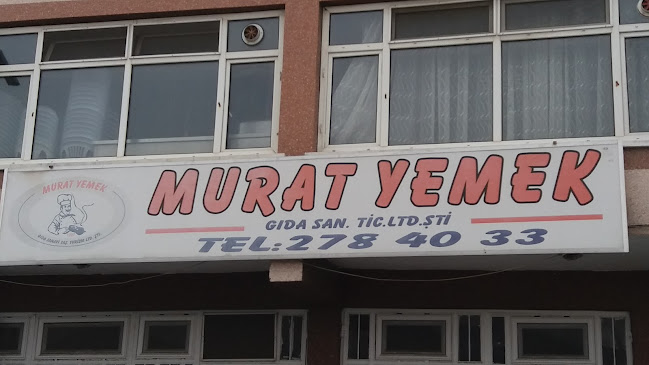 MURAT YEMEK
MURAT YEMEK
GIDA SAN. TİC.LTD.ŞTİ
TEL:278 40 33